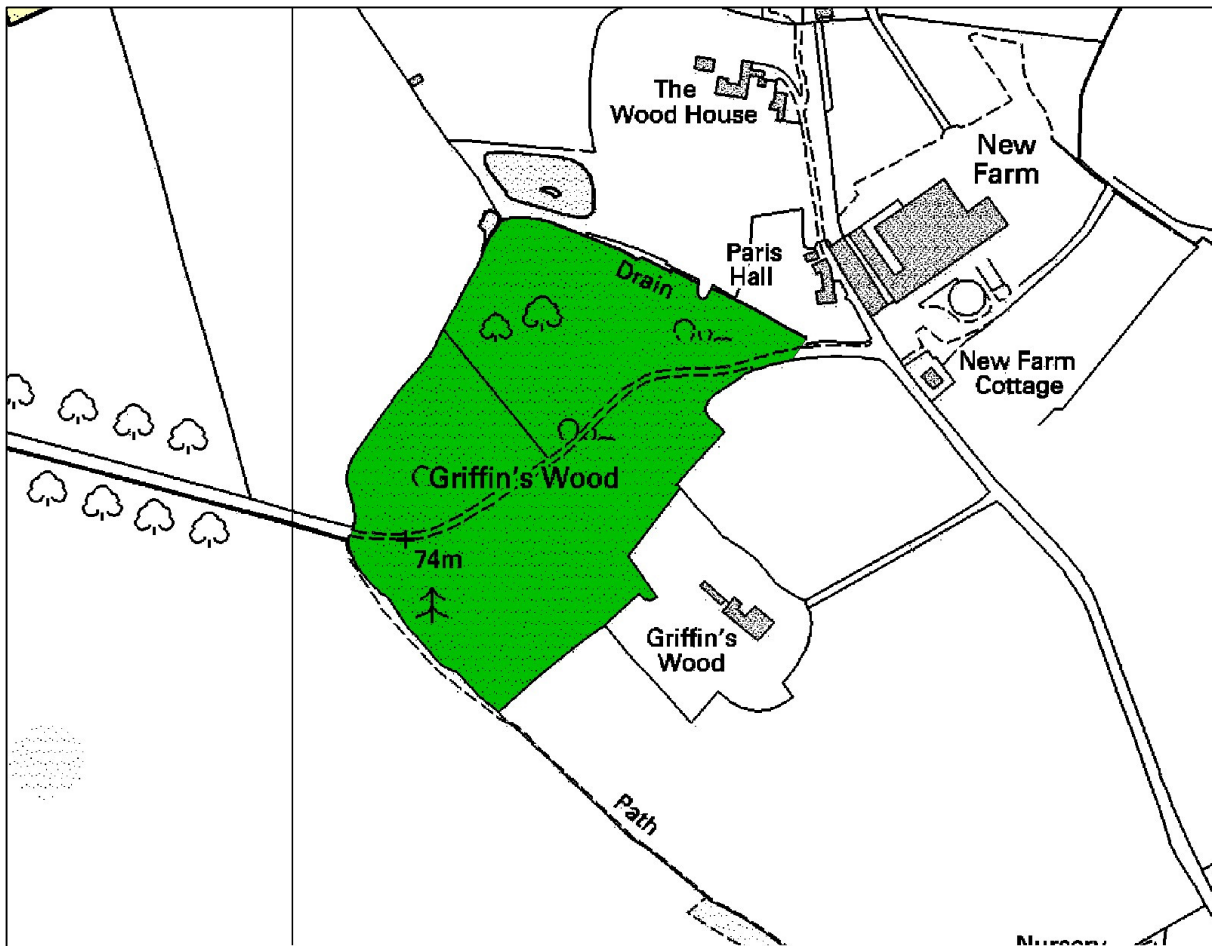 The
Wood House
New
Farm
Paris
Hall
Drain
New Farm
Cottage
Griffin's Wood
74m
Griffin's
Wood
Path